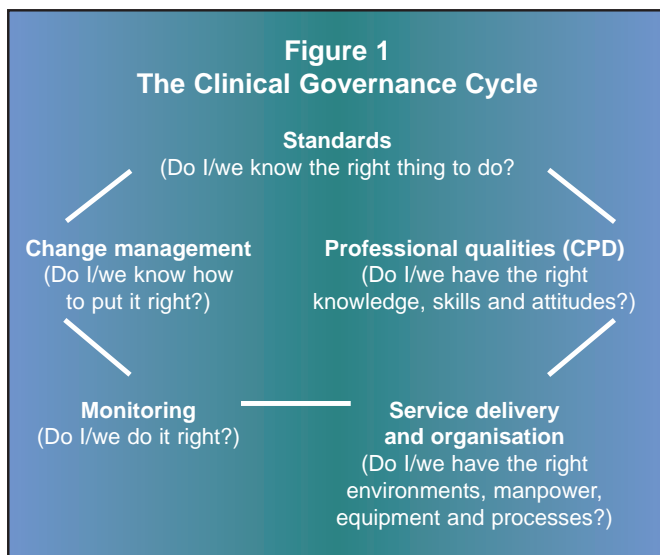 Figure 1
The Clinical Governance Cycle
Standards
(Do I/we know the right thing to do?
Change management
(Do I/we know how
to put it right?)
Professional qualities (CPD)
(Do I/we have the right
knowledge, skills and attitudes?)
Monitoring
(Do I/we do it right?)
Service delivery
and organisation
(Do I/we have the right
environments, manpower,
equipment and processes?)